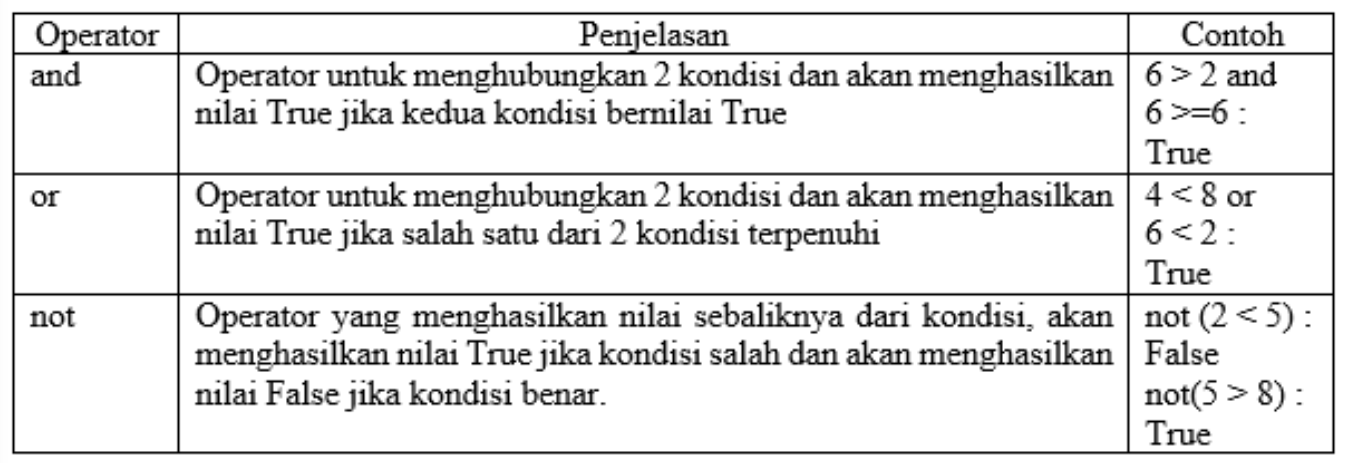 Operator Penjelasan Contoh
and Operator untuk menghubungkan 2 kondisi dan akan menghasilkan 6 > 2 and
nilai True jika kedua kondisi bernilai True 6 >=6 :
True
or Operator untuk menghubungkan 2 kondisi dan akan menghasilkan 4 < 8 or
nilai True jika salah satu dari 2 kondisi terpenuhi 6 < 2 :
True
not Operator yang menghasilkan nilai sebaliknya dari kondisi, akan not (2 < 5) :
menghasilkan nilai True jika kondisi salah dan akan menghasilkan False
nilai False jika kondisi benar. not(5 > 8) :
True